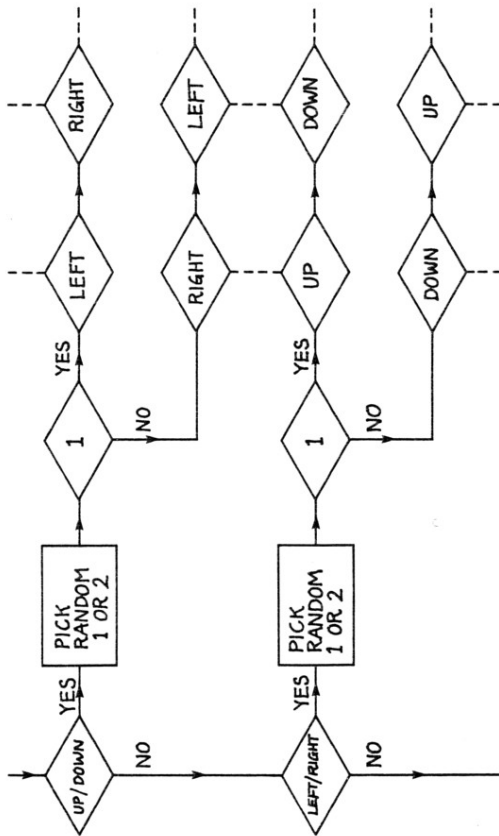 UP/DOWN
YES
NO
PICK
RANDOM
1 OR 2
1
YES
NO
LEFT
RIGHT
RIGHT
LEFT
LEFT/RIGHT
YES
NO
PICK
RANDOM
1 OR 2
1
YES
NO
UP
DOWN
DOWN
UP